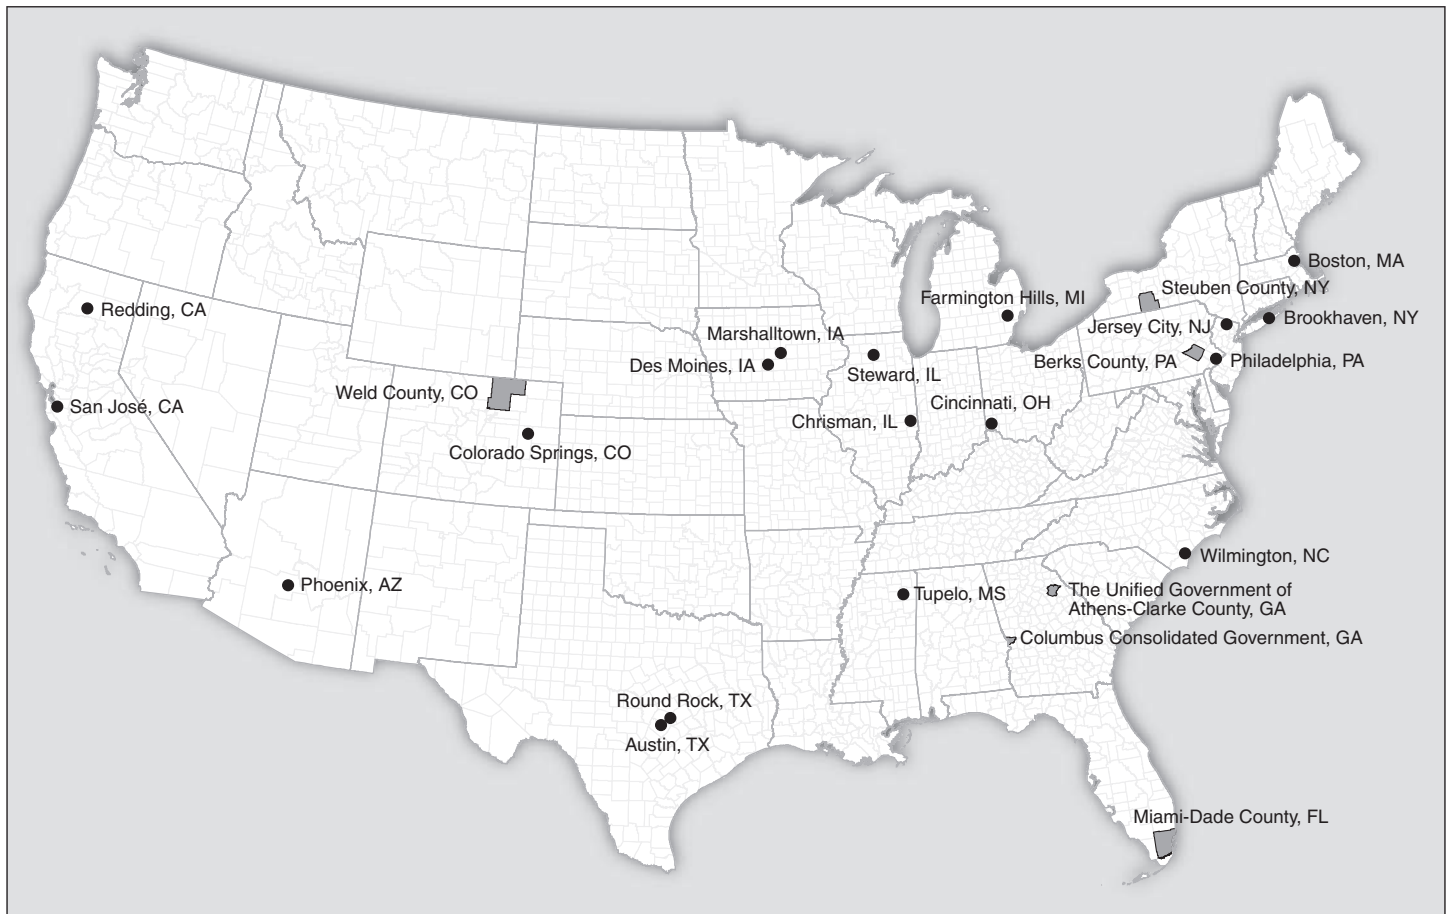 Boston, MA
Steuben County, NY
Farmington Hills, MI
Redding, CA
Brookhaven, NY
Jersey City, NJ
Marshalltown, IA
Berks County, PA
Philadelphia, PA
Des Moines, IA
Steward, IL
Weld County, CO
Cincinnati, OH
San José, CA
Chrisman, IL
Colorado Springs, CO
Wilmington, NC
Phoenix, AZ
Tupelo, MS
The Unified Government of
Athens-Clarke County, GA
Columbus Consolidated Government, GA
Round Rock, TX
Austin, TX
Miami-Dade County, FL